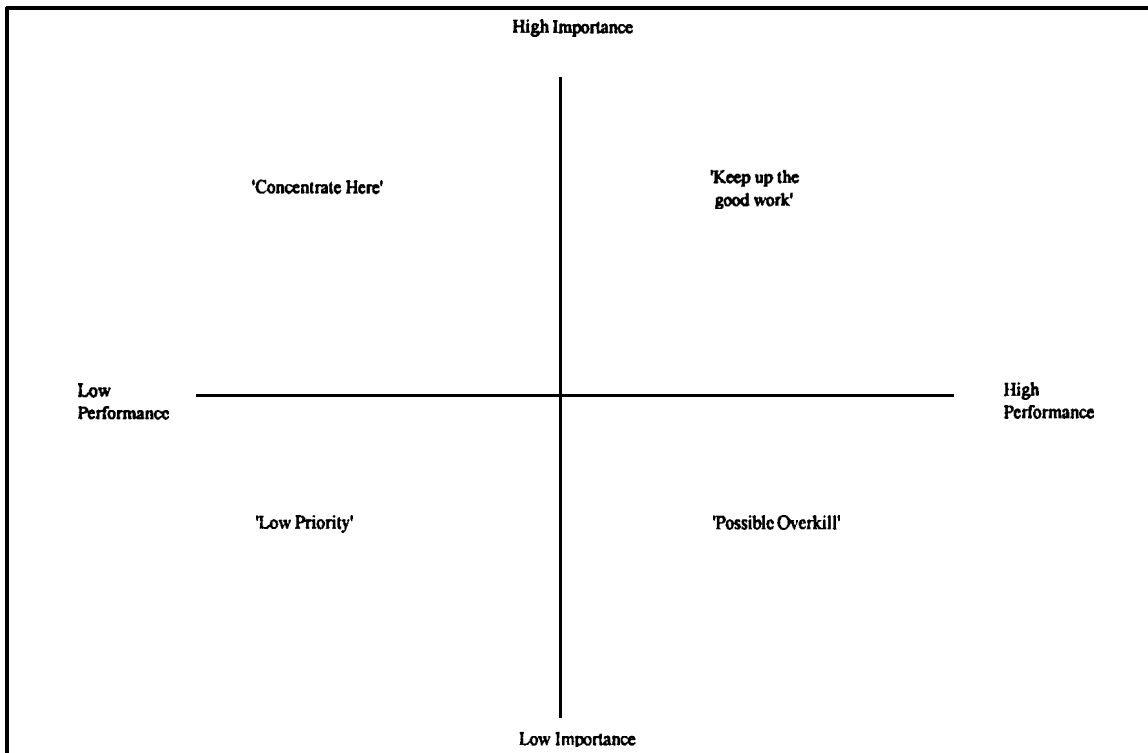 High Importance
'Concentrate Here'
'Keep up the
good work'
Low
Performance
High
Performance
'Low Priority'
'Possible Overkill'
Low Importance